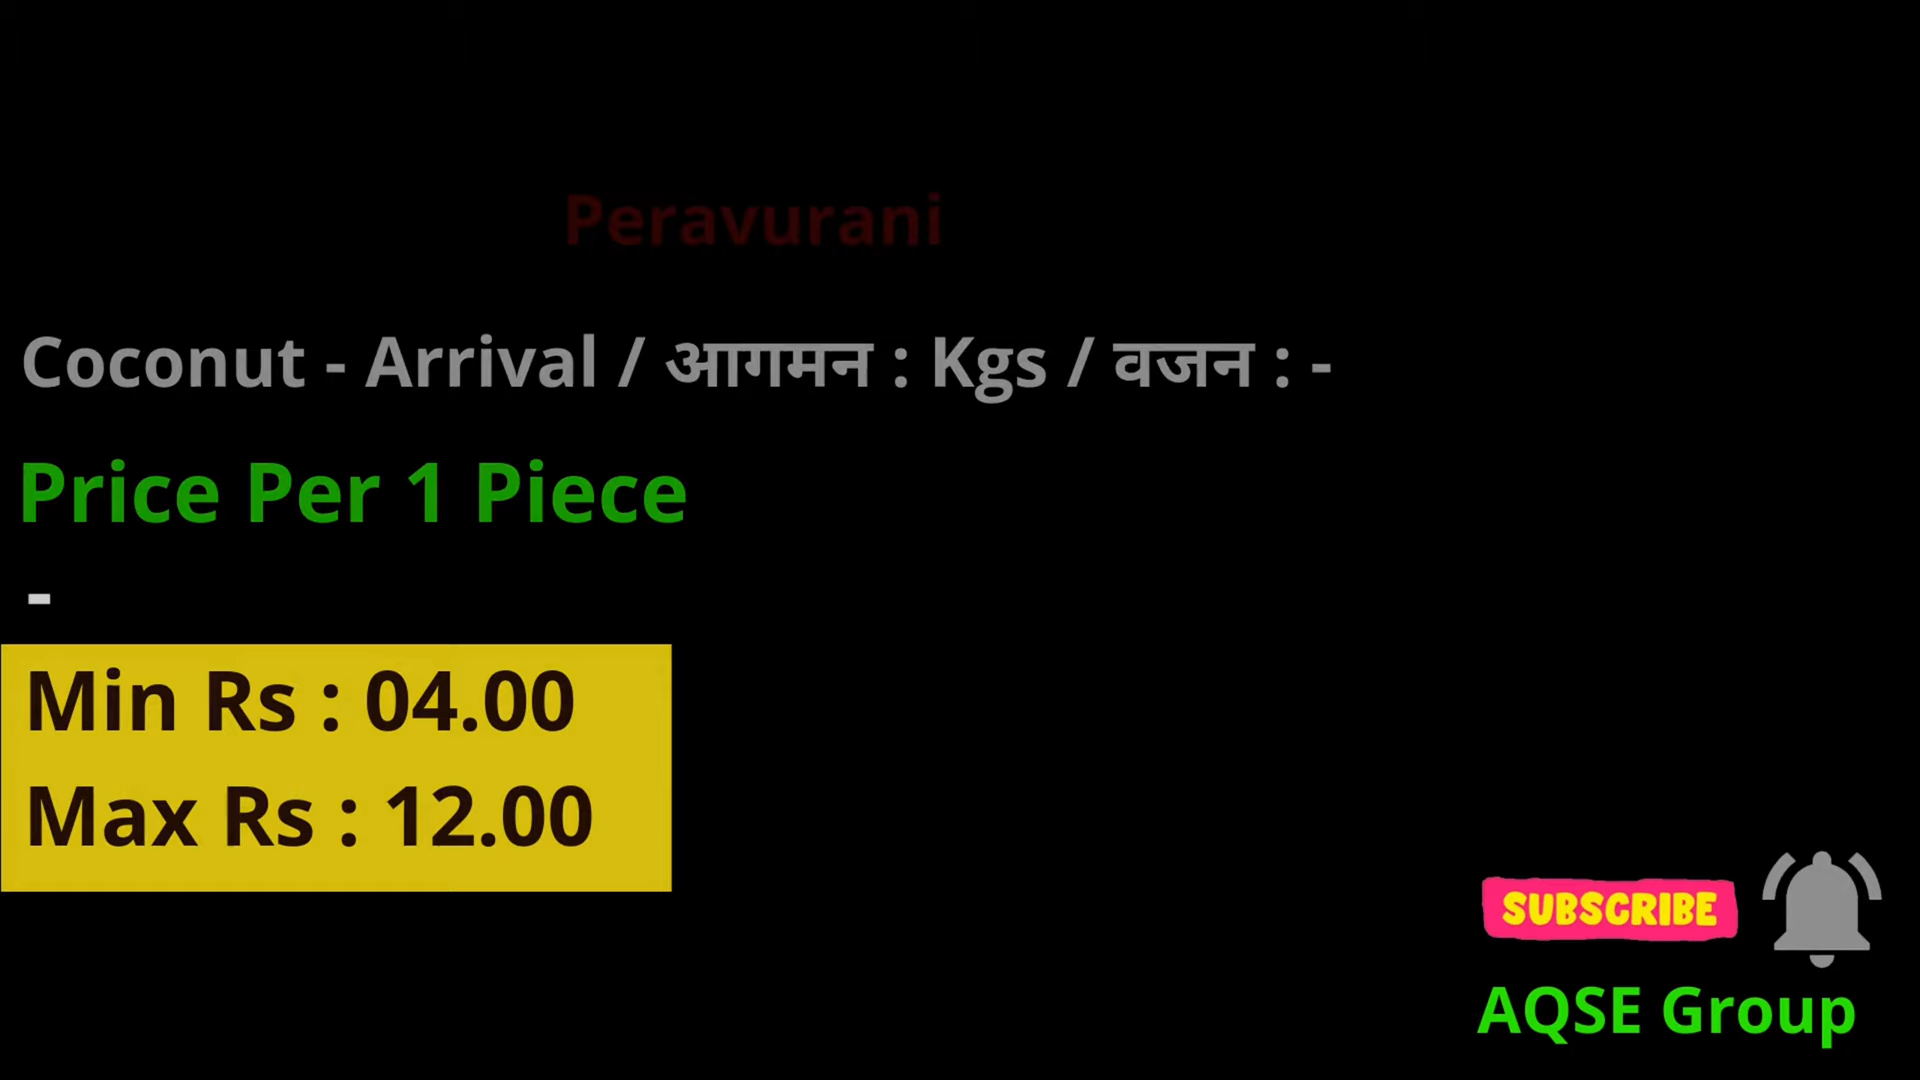 Peravurani
Coconut - Arrival / आगमन : Kgs / वजन : -
Price Per 1 Piece
-
Min Rs : 04.00
Max Rs : 12.00
SUBSCRIBE
AQSE Group